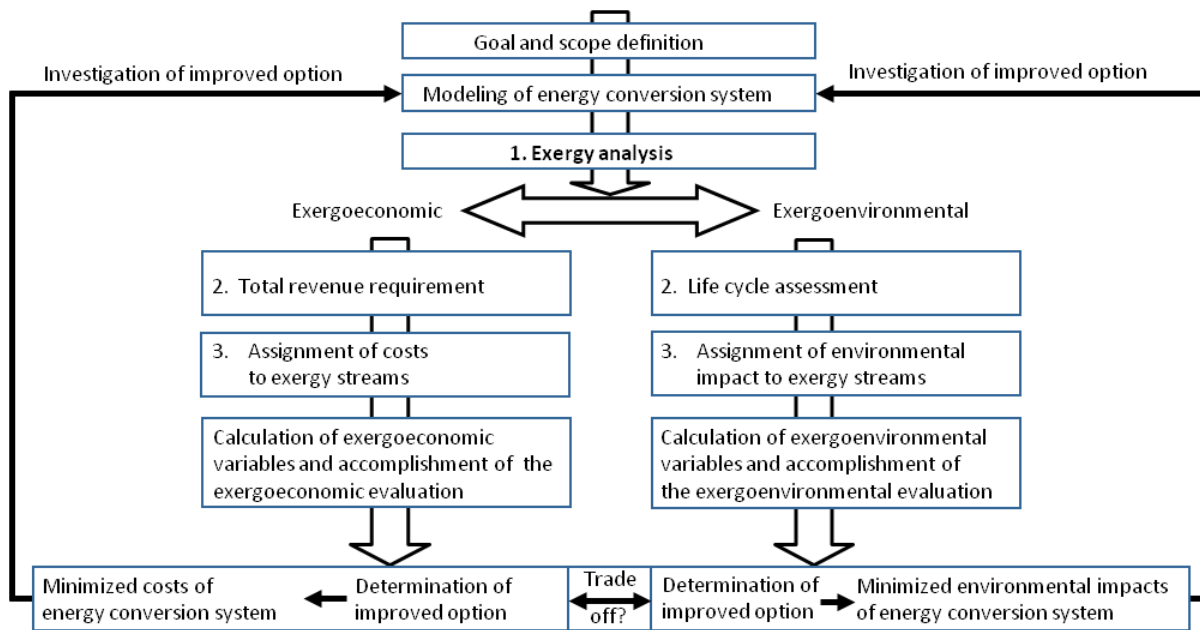 Goal and scope definition
Investigation of improved option
Investigation of improved option
Modeling of energy conversion system
1. Exergy analysis
Exergoeconomic
Exergoenvironmental
2. Total revenue requirement
3. Assignment of costs
to exergy streams
Calculation of exergoeconomic
variables and accomplishment of the
exergoeconomic evaluation
2. Life cycle assessment
3. Assignment of environmental
impact to exergy streams
Calculation of exergoenvironmental
variables and accomplishment of
the exergoenvironmental evaluation
Minimized costs of
energy conversion system
Determination of
improved option
Trade
off?
Determination of
improved option
Minimized environmental impacts
of energy conversion system